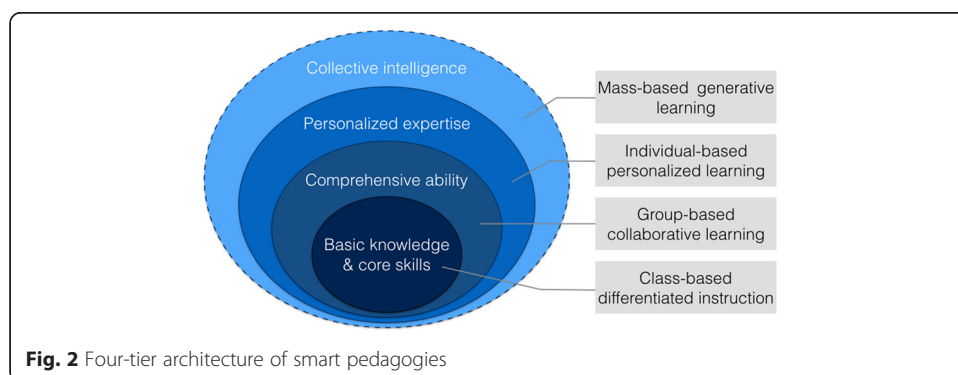 Collective intelligence
Mass-based generative
learning
Personalized expertise
Individual-based
personalized learning
Comprehensive ability
Group-based
collaborative learning
Basic knowledge
& core skills
Class-based
differentiated instruction
Fig. 2 Four-tier architecture of smart pedagogies